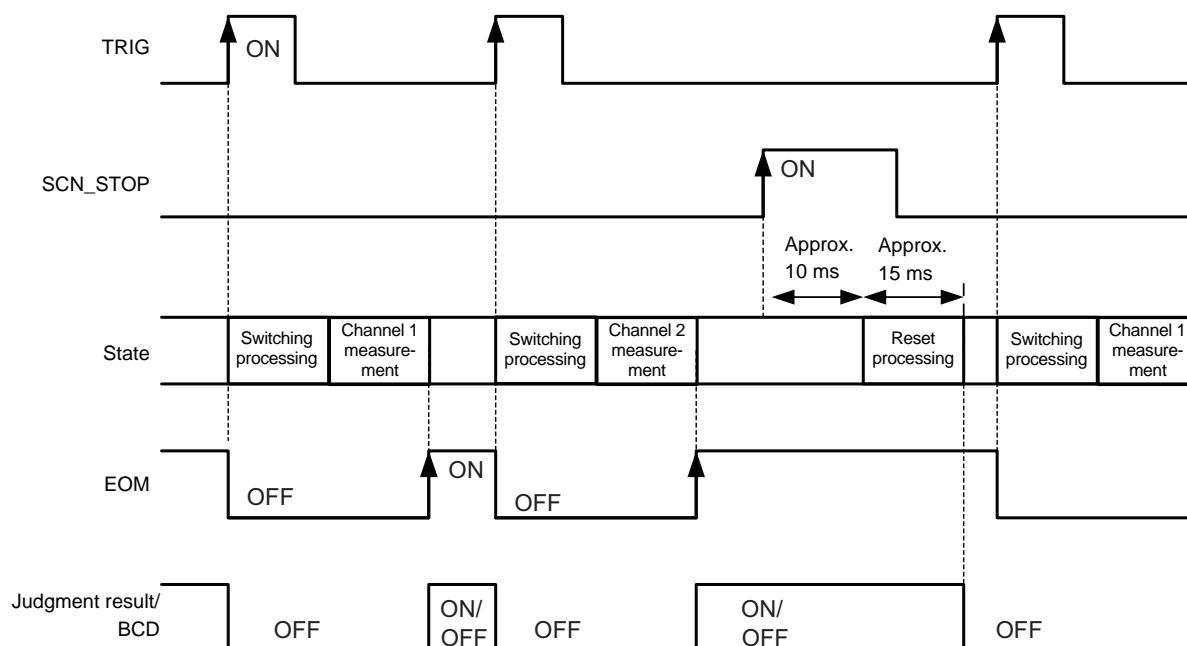 TRIG
ON
SCN_STOP
ON
Approx.
10 ms
Approx.
15 ms
State
Switching
processing
Channel 1
measure-
ment
Switching
processing
Channel 2
measure-
ment
Reset
processing
Switching
processing
Channel 1
measure-
ment
EOM
OFF
ON
OFF
Judgment result/
BCD
OFF
ON/
OFF
OFF
ON/
OFF
OFF